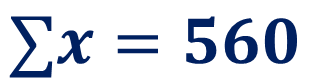 ∑x = 560